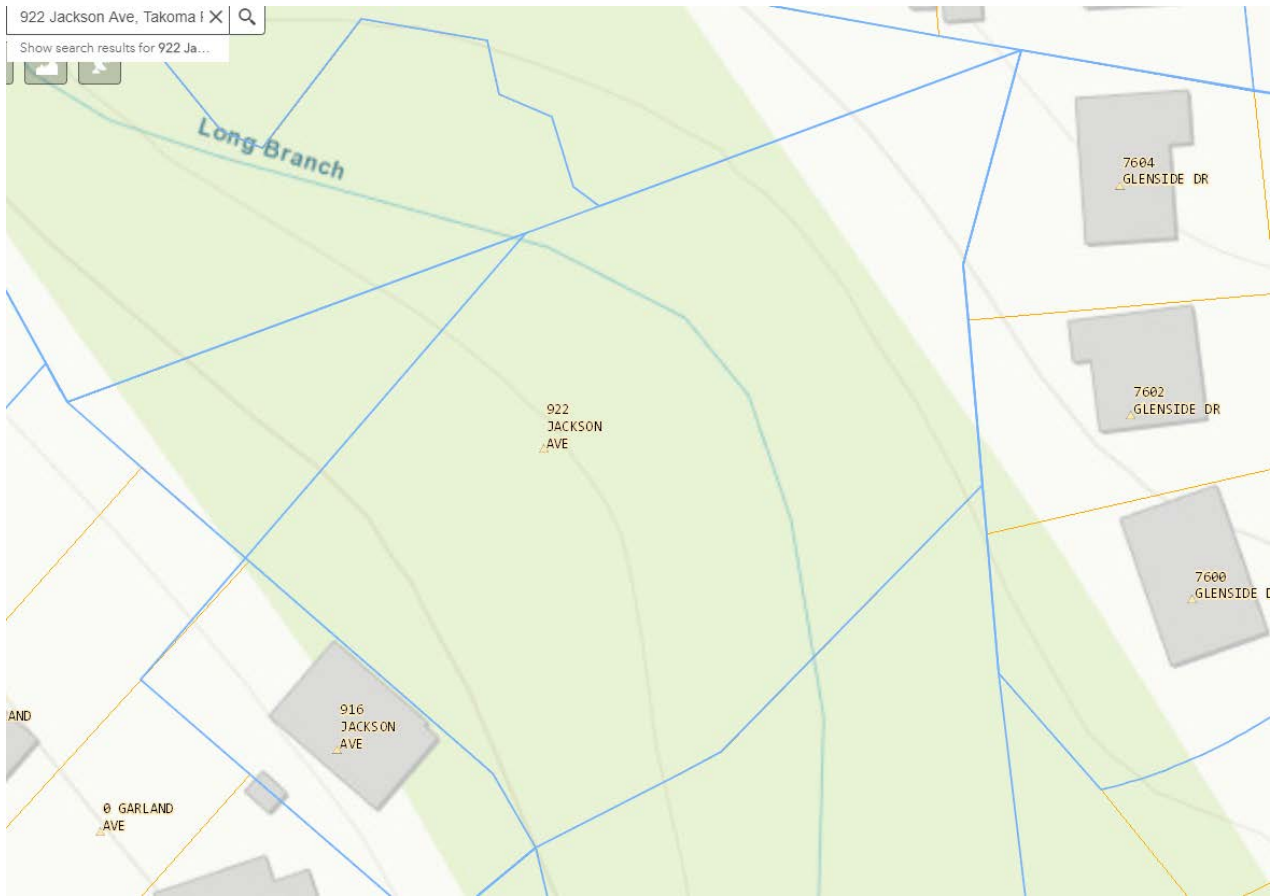 922 Jackson Ave, Takoma
Show search results for 922 Ja...
Long Branch
7604
GLENSIDE DR
922
JACKSON
AVE
7602
GLENSIDE DR
7600
GLENSIDE D
916
JACKSON
AVE
AND
0 GARLAND
AVE